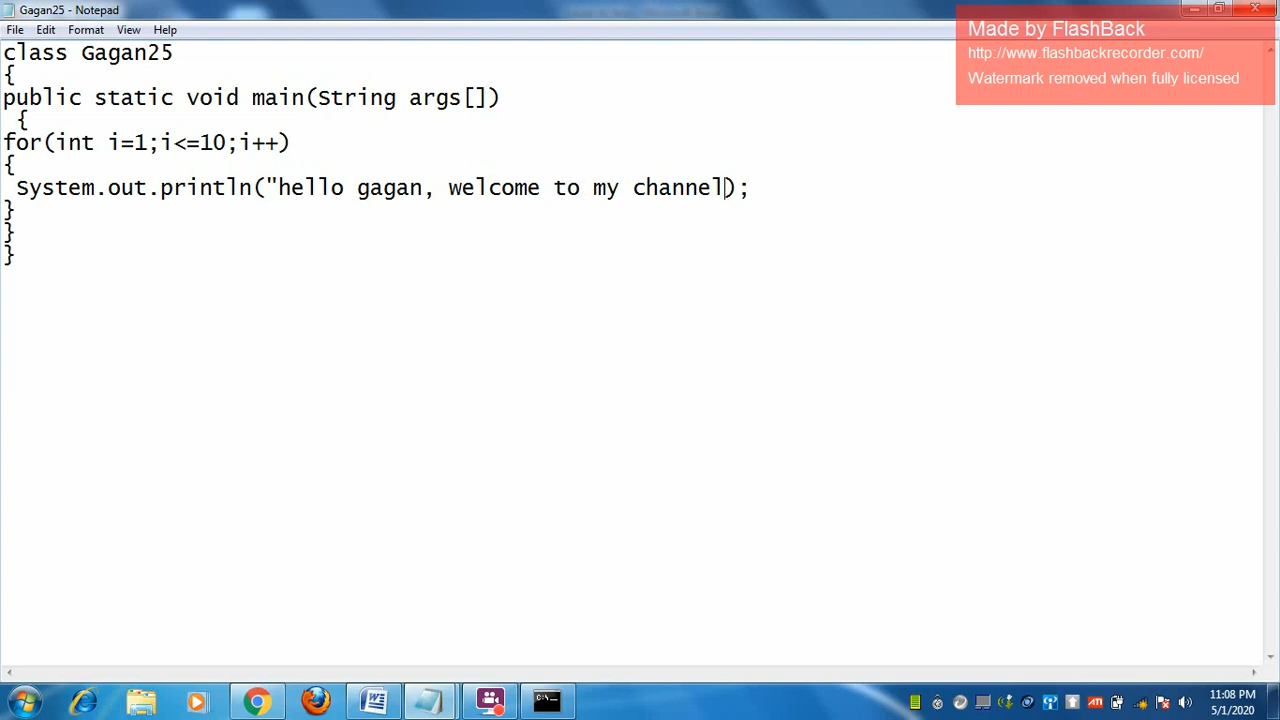 Gagan25 - Notepad
Made by FlashBack
http://www.flashbackrecorder.com/
Watermark removed when fully licensed
File Edit Format View Help
class Gagan25
{
public static void main(String args[])
{
for(int i=1;i<=10;i++)
{
System.out.println("hello gagan, welcome to my channel);
}
}
}
11:08 PM
5/1/2020